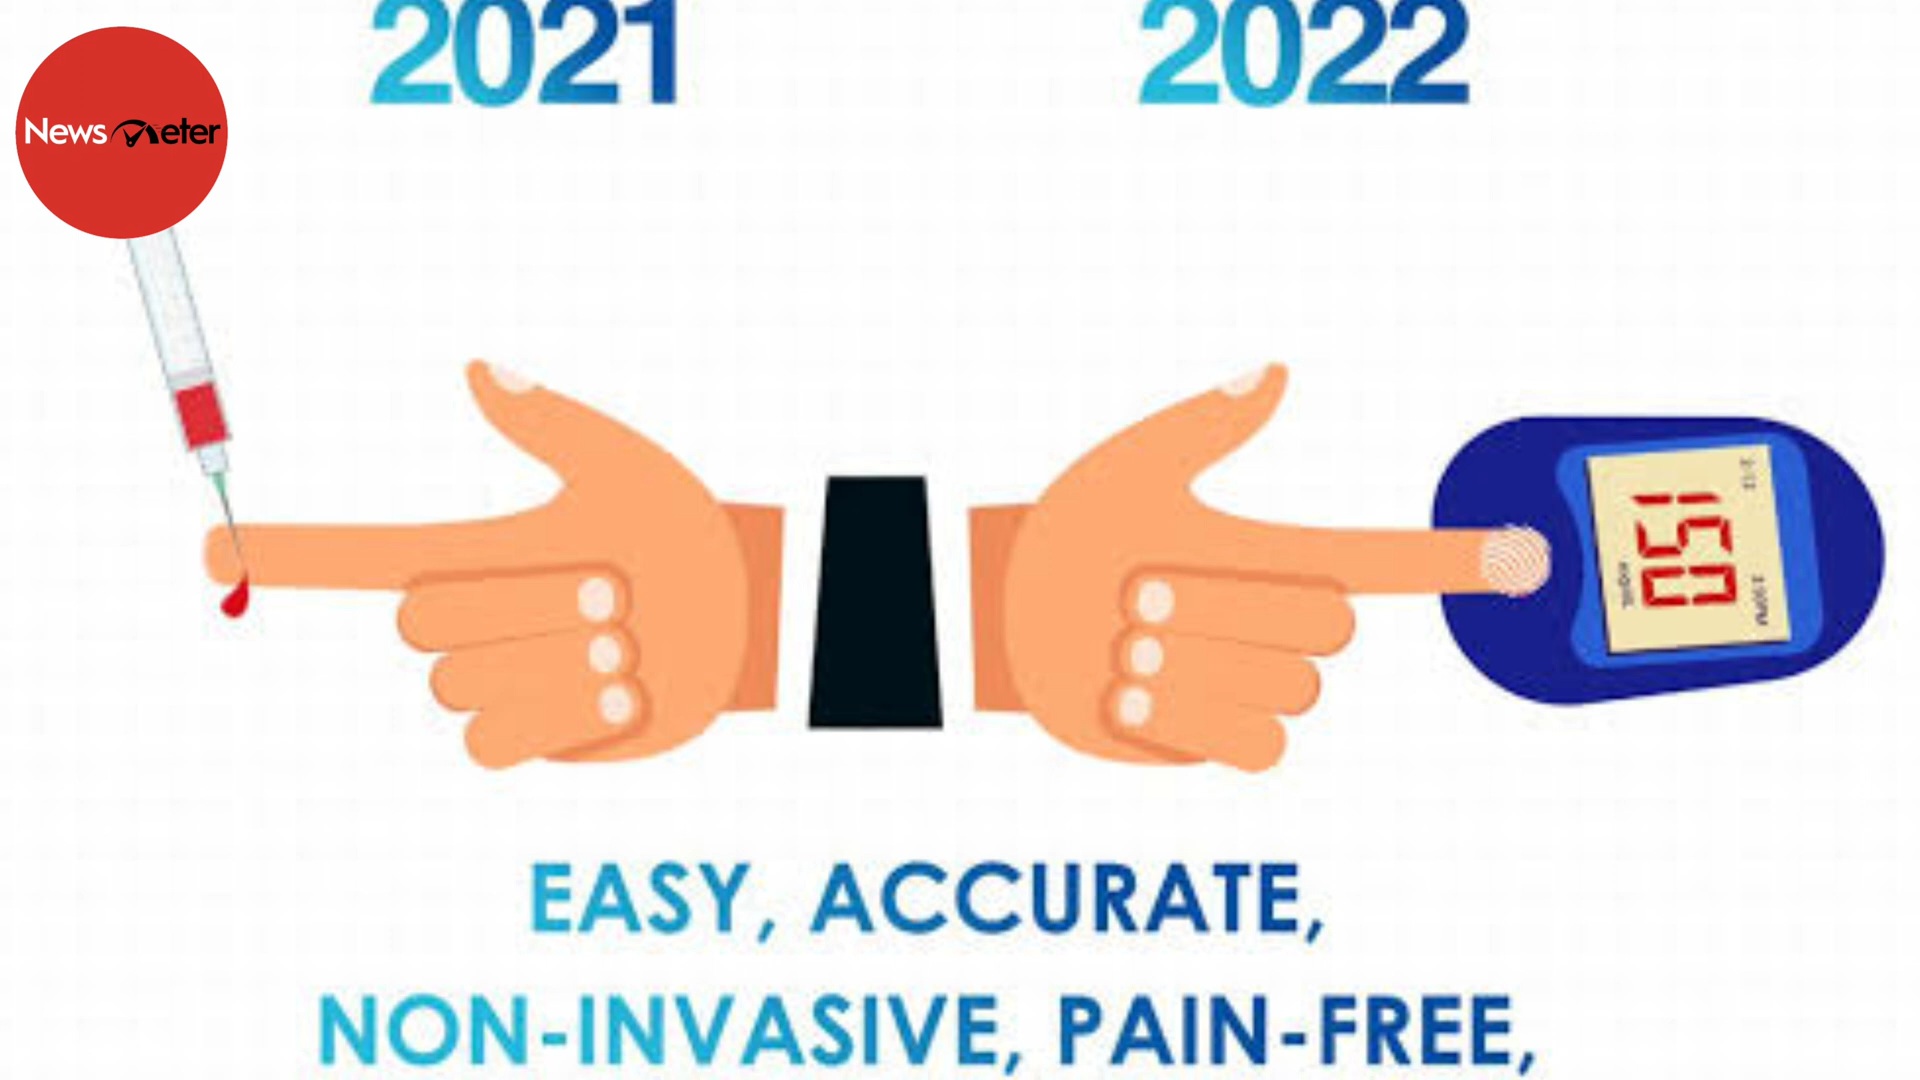 2021
2022
News Meter
150
EASY, ACCURATE,
NON-INVASIVE, PAIN-FREE,